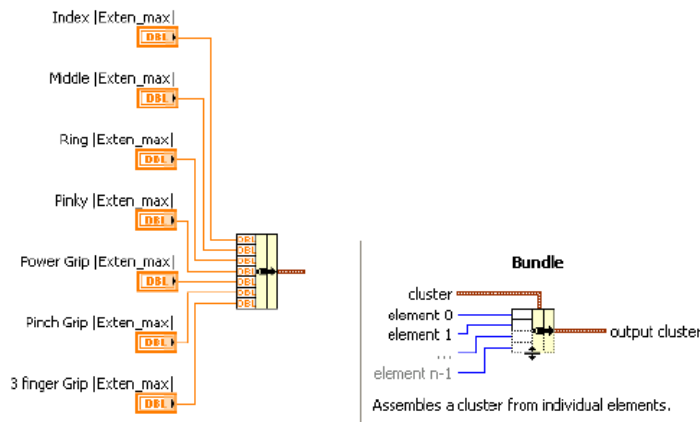 Index |Exten_max|
DBL
Middle |Exten_max|
DBL
Ring |Exten_max|
DBL
Pinky |Exten_max|
DBL
Power Grip |Exten_max|
DBL
Pinch Grip |Exten_max|
DBL
3 finger Grip |Exten_max|
DBL
DBL
DBL
DBL
DBL
DBL
DBL
DBL
Bundle
cluster
element 0
element 1
...
element n-1
output cluster
Assembles a cluster from individual elements.